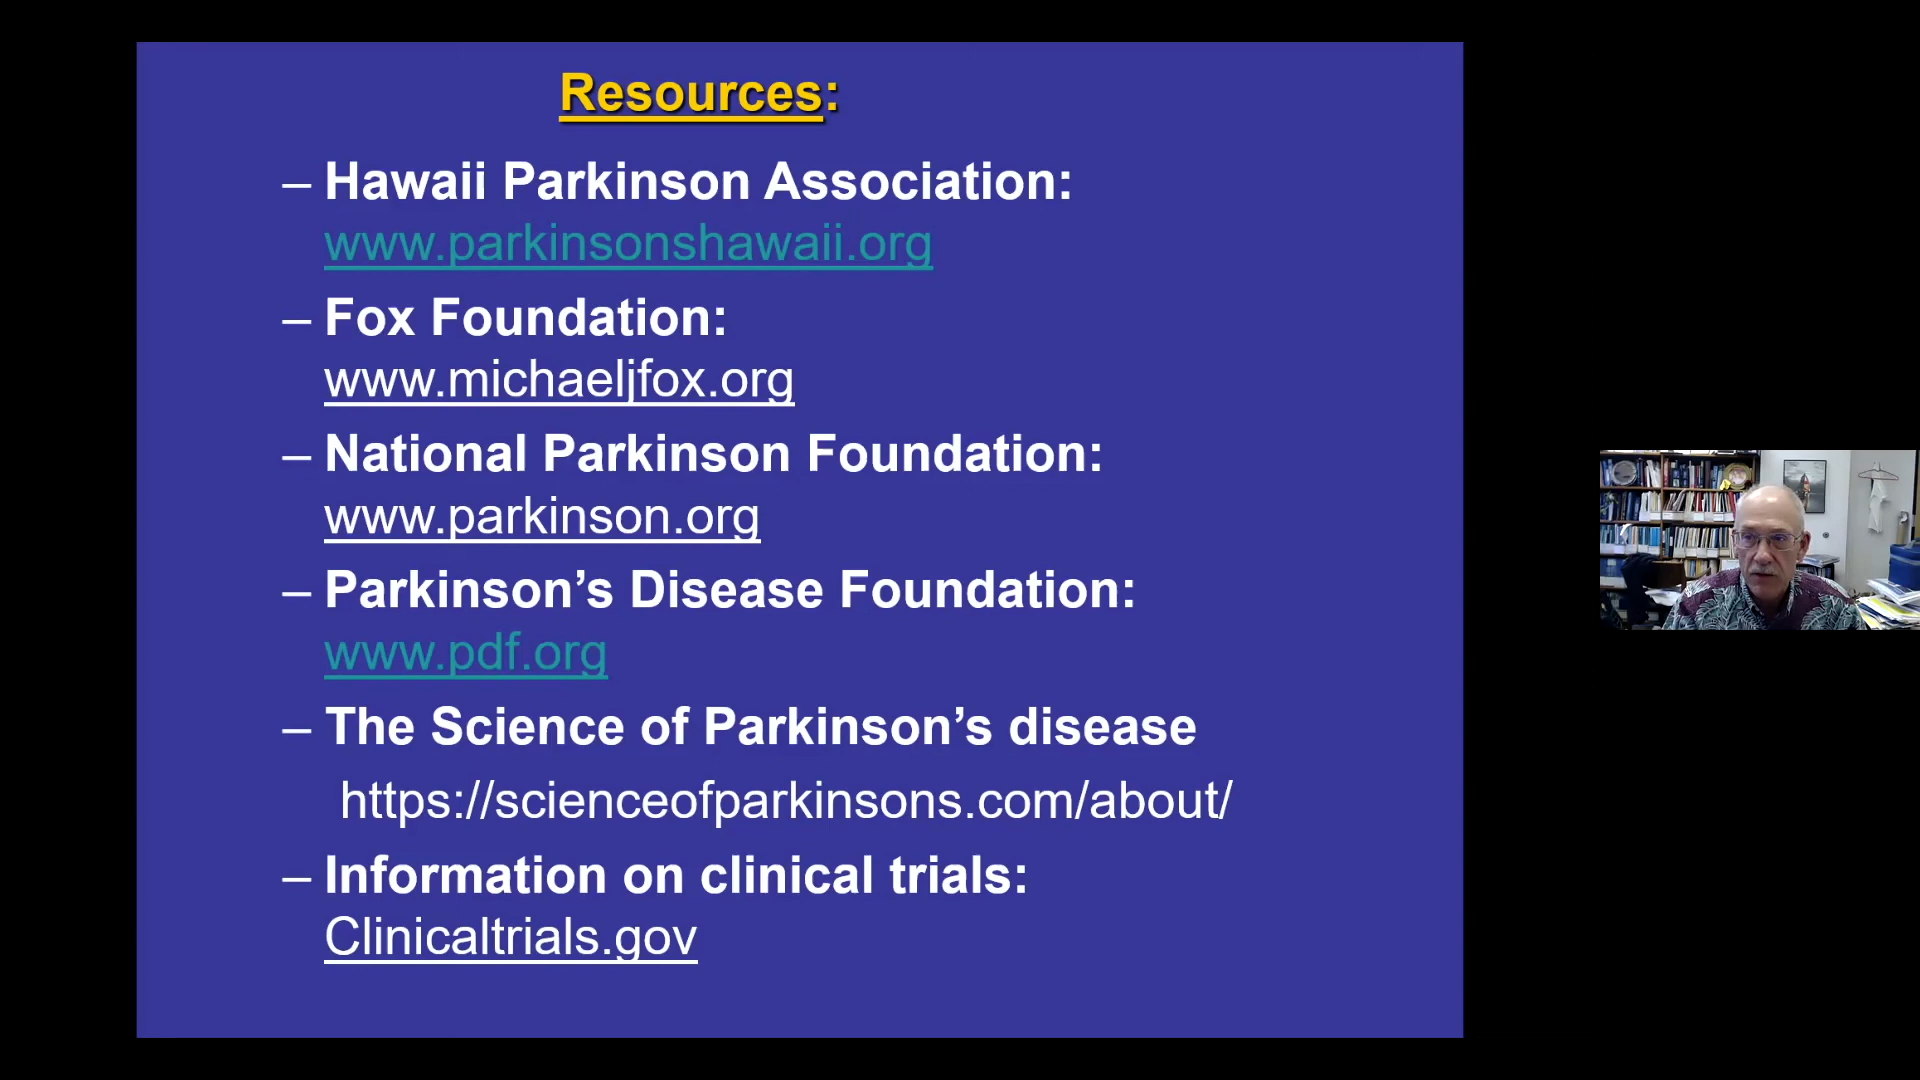 Resources:
– Hawaii Parkinson Association:
www.parkinsonshawaii.org
– Fox Foundation:
www.michaeljfox.org
– National Parkinson Foundation:
www.parkinson.org
– Parkinson’s Disease Foundation:
www.pdf.org
– The Science of Parkinson’s disease
https://scienceofparkinsons.com/about/
– Information on clinical trials:
Clinicaltrials.gov